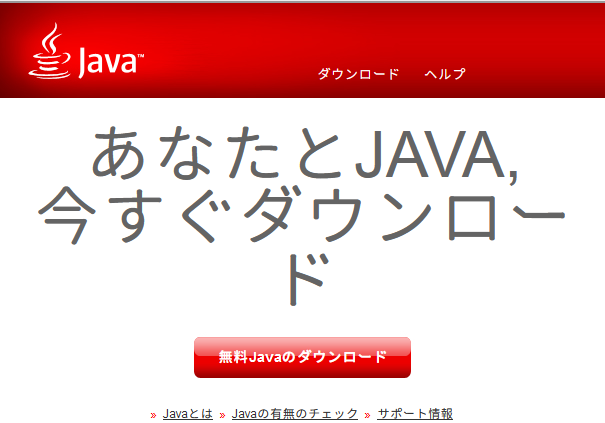 Java™
ダウンロード ヘルプ
あなたとJAVA,
今すぐダウンロー
ド
無料Javaのダウンロード
» Javaとは » Javaの有無のチェック » サポート情報